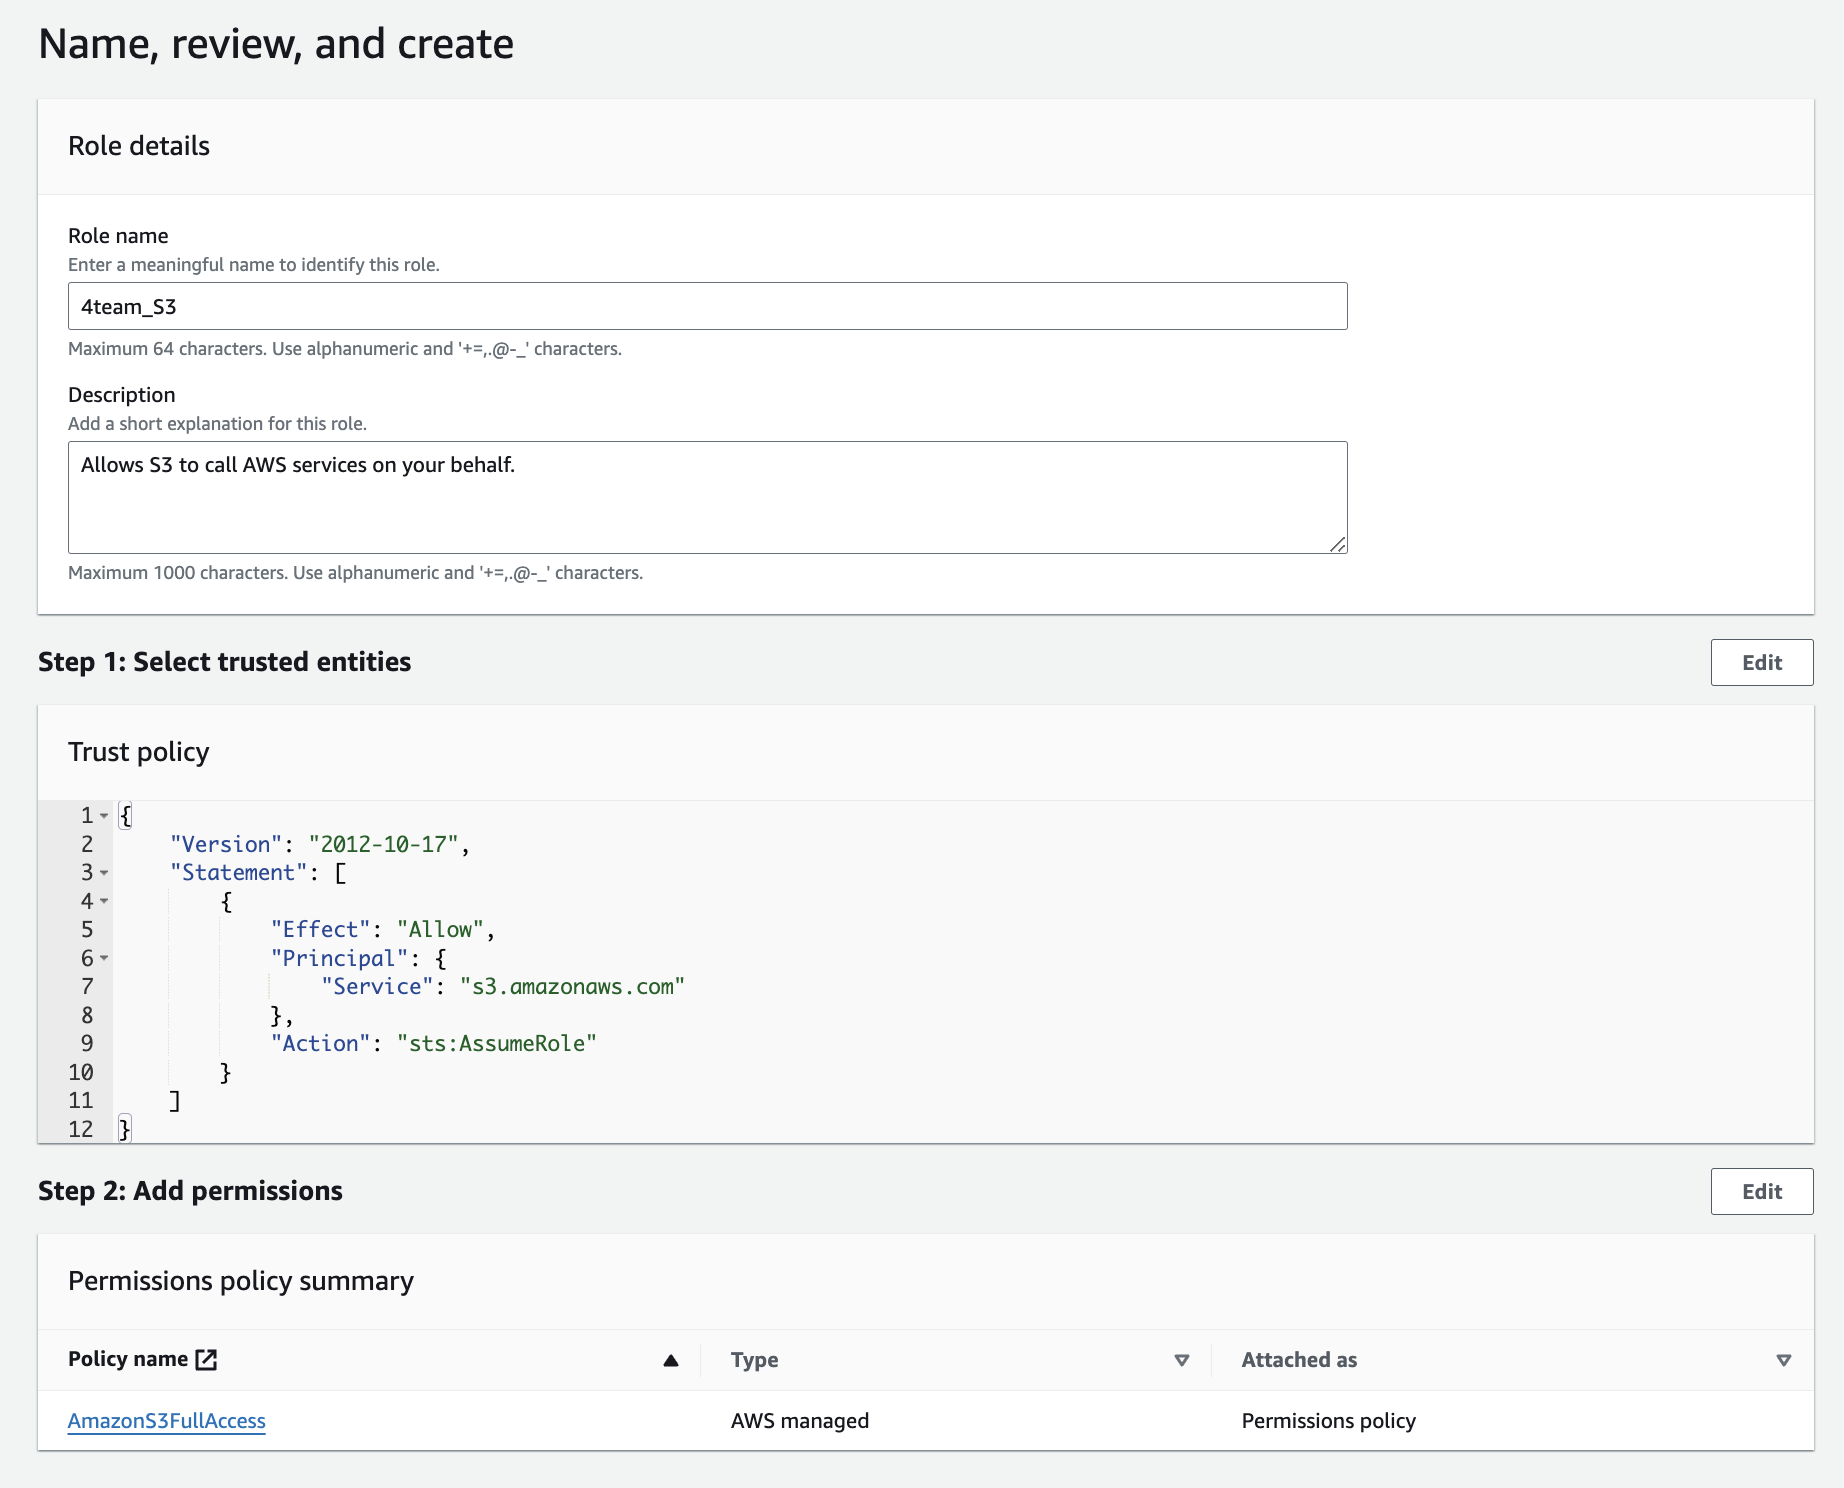 Name, review, and create
Role details
Role name
Enter a meaningful name to identify this role.
4team_S3
Maximum 64 characters. Use alphanumeric and '+=,.@-_' characters.
Description
Add a short explanation for this role.
Allows S3 to call AWS services on your behalf.
Maximum 1000 characters. Use alphanumeric and '+=,.@-_' characters.
Step 1: Select trusted entities
Edit
Trust policy
1 {
2     "Version": "2012-10-17",
3     "Statement": [
4         {
5             "Effect": "Allow",
6             "Principal": {
7                 "Service": "s3.amazonaws.com"
8             },
9             "Action": "sts:AssumeRole"
10         }
11     ]
12 }
Step 2: Add permissions
Edit
Permissions policy summary
Policy name Type Attached as
AmazonS3FullAccess AWS managed Permissions policy